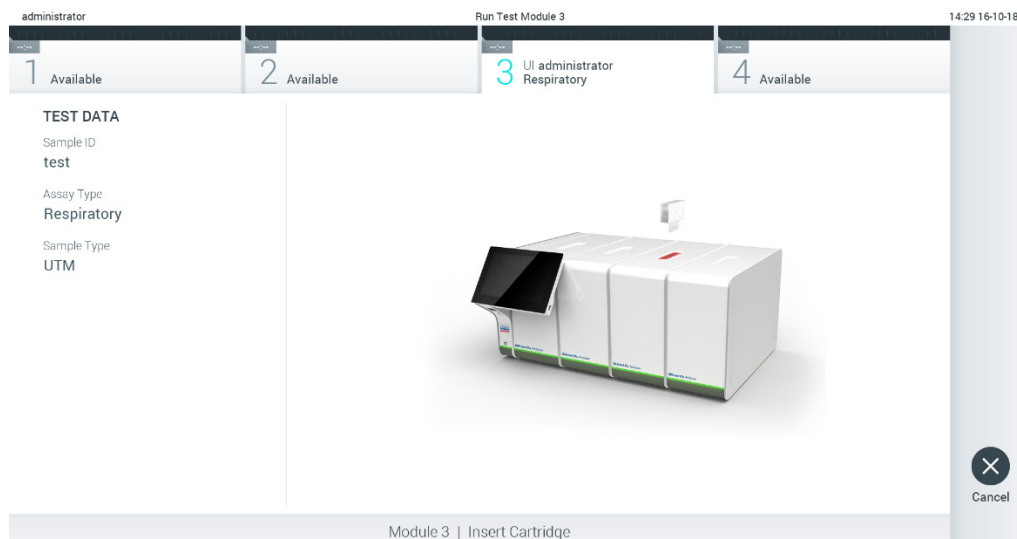 administrator
Run Test Module 3
14:29 16-10-18
--:--
--:--
--:--
--:--
1 Available
2 Available
3 UI administrator
Respiratory
4 Available
TEST DATA
Sample ID
test
Assay Type
Respiratory
Sample Type
UTM
Cancel
Module 3 | Insert Cartridge